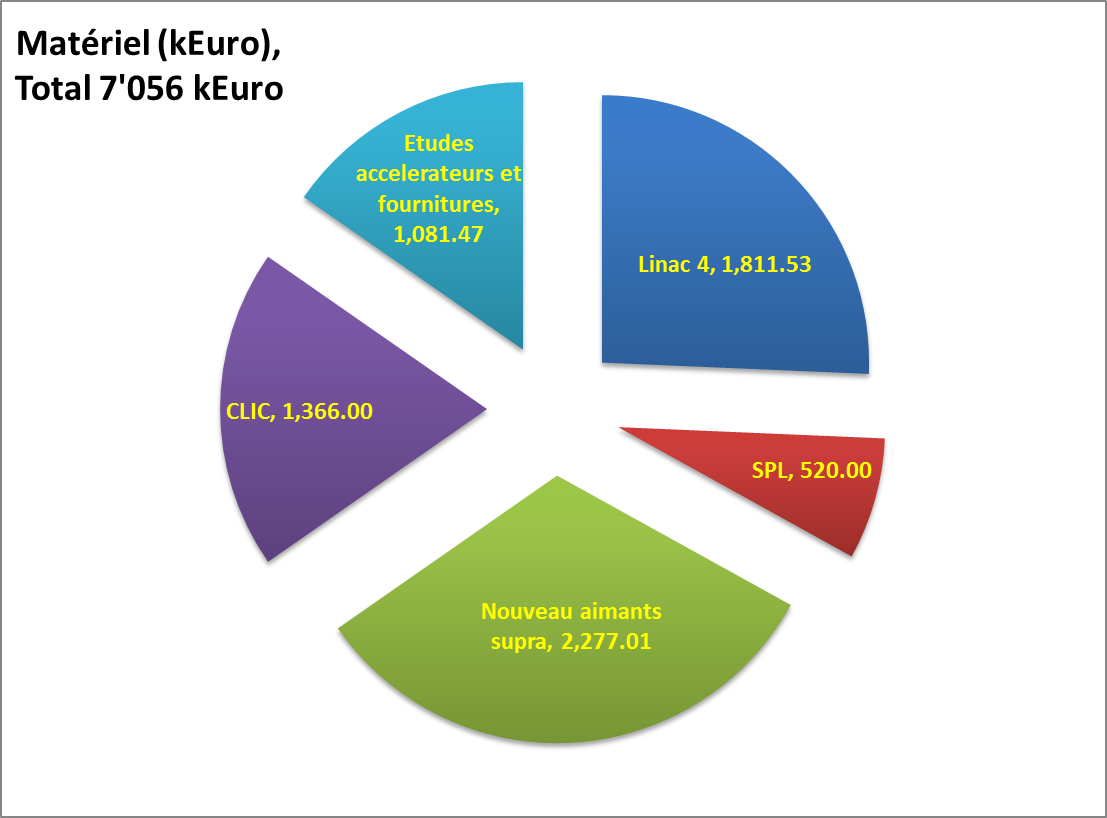 Matériel (kEuro),
Total 7'056 kEuro
Etudes
accelerateurs et
fournitures,
1,081.47
Linac 4, 1,811.53
CLIC, 1,366.00
SPL, 520.00
Nouveau aimants
supra, 2,277.01